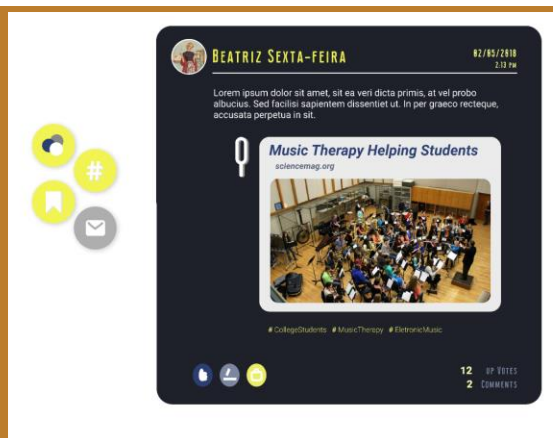 BEATRIZ SEXTA-FEIRA
02/05/2018
2:13 PM
Lorem ipsum dolor sit amet, sit ea veri dicta primis, at vel probo
albucius. Sed facilisi sapientem dissentiet ut. In per graeco recteque,
accusata perpetua in sit.
#
Music Therapy Helping Students
sciencemag.org
# CollegeStudents # MusicTherspy # EletronicMusic
12 UP VOTES
2 COMMENTS